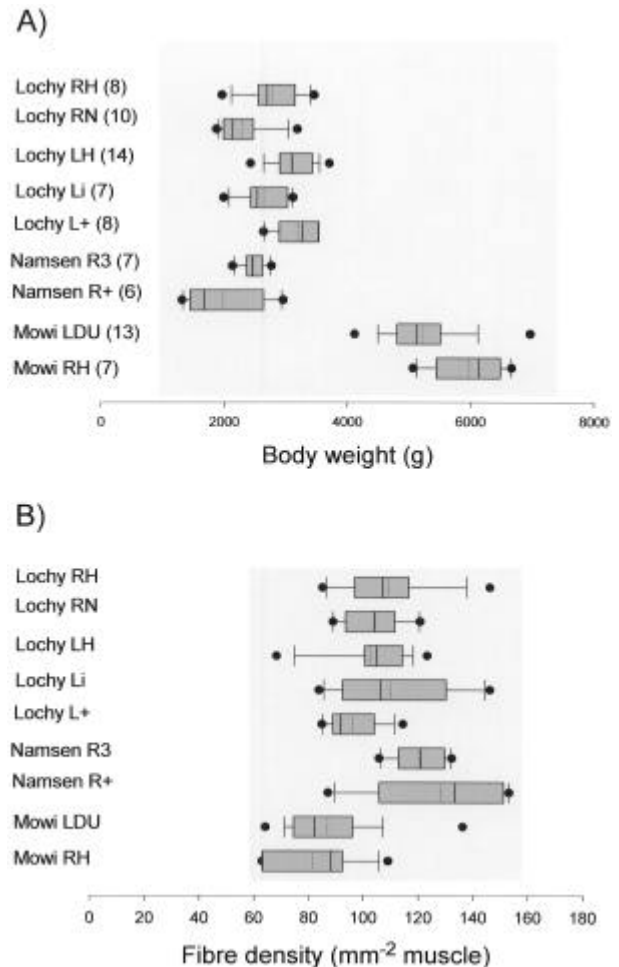 A)
Lochy RH (8)
Lochy RN (10)
Lochy LH (14)
Lochy Li (7)
Lochy L+ (8)
Namsen R3 (7)
Namsen R+ (6)
Mowi LDU (13)
Mowi RH (7)
0 2000 4000 6000 8000
Body weight (g)
B)
Lochy RH
Lochy RN
Lochy LH
Lochy Li
Lochy L+
Namsen R3
Namsen R+
Mowi LDU
Mowi RH
0 20 40 60 80 100 120 140 160 180
Fibre density (mm⁻² muscle)